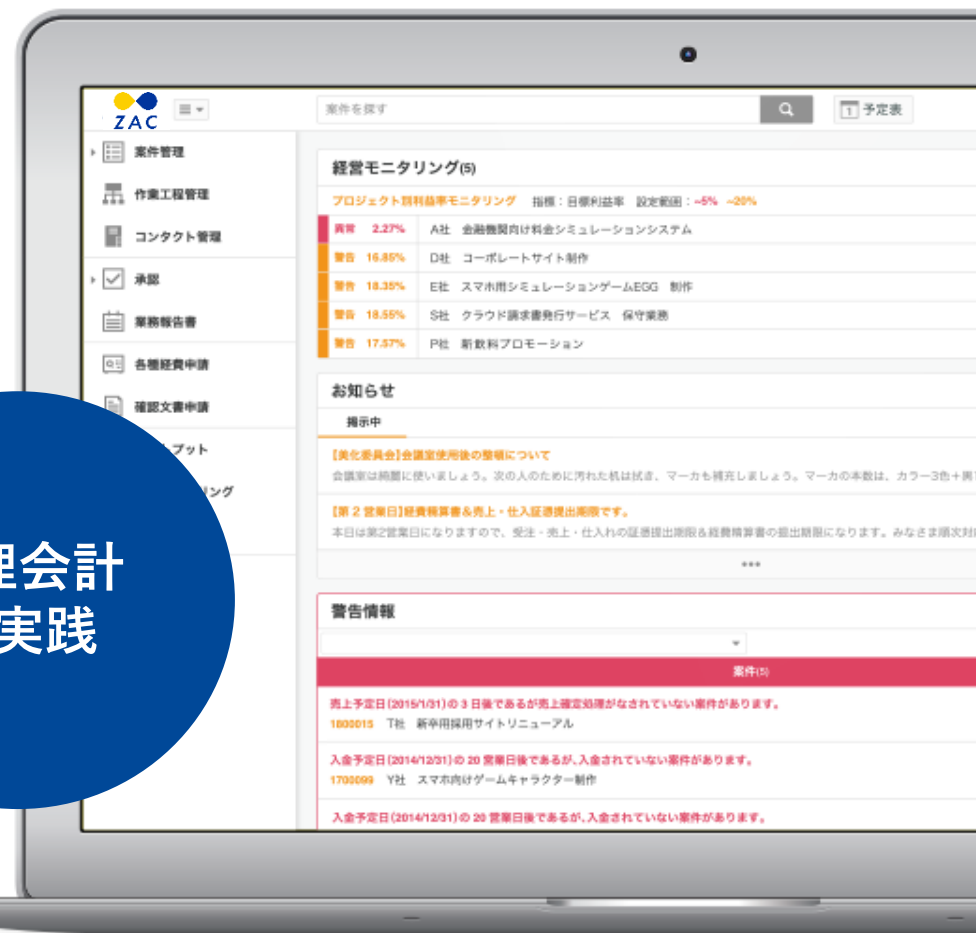 ZAC
案件を探す
1 予定表
案件管理
作業工程管理
コンタクト管理
承認
業務報告書
各種経費申請
確認文書申請
プット
リング
理会計
実践
経営モニタリング(5)
プロジェクト別利益率モニタリング 指標：目標利益率 設定範囲：~5% ~20%
異常 2.27% A社 金融機関向け料金シミュレーションシステム
警告 16.85% D社 コーポレートサイト制作
警告 18.35% E社 スマホ用シミュレーションゲームEGG 制作
警告 18.55% S社 クラウド請求書発行サービス 保守業務
警告 17.57% P社 新飲料プロモーション
お知らせ
掲示中
【美化委員会】会議室使用後の整頓について
会議室は綺麗に使いましょう。次の人のために汚れた机は拭き、マーカも補充しましょう。マーカの本数は、カラー3色＋黒
【第 2 営業日】経費精算書＆売上・仕入証憑提出期限です。
本日は第2営業日になりますので、受注・売上・仕入れの証憑提出期限＆経費精算書の提出期限になります。みなさま順次対
•••
警告情報
案件(5)
売上予定日(2015/1/31)の 3 日後であるが売上確定処理がなされていない案件があります。
1800015 T社 新卒用採用サイトリニューアル
入金予定日(2014/12/31)の 20 営業日後であるが、入金されていない案件があります。
1700099 Y社 スマホ向けゲームキャラクター制作
入金予定日(2014/12/31)の 20 営業日後であるが、入金されていない案件があります。